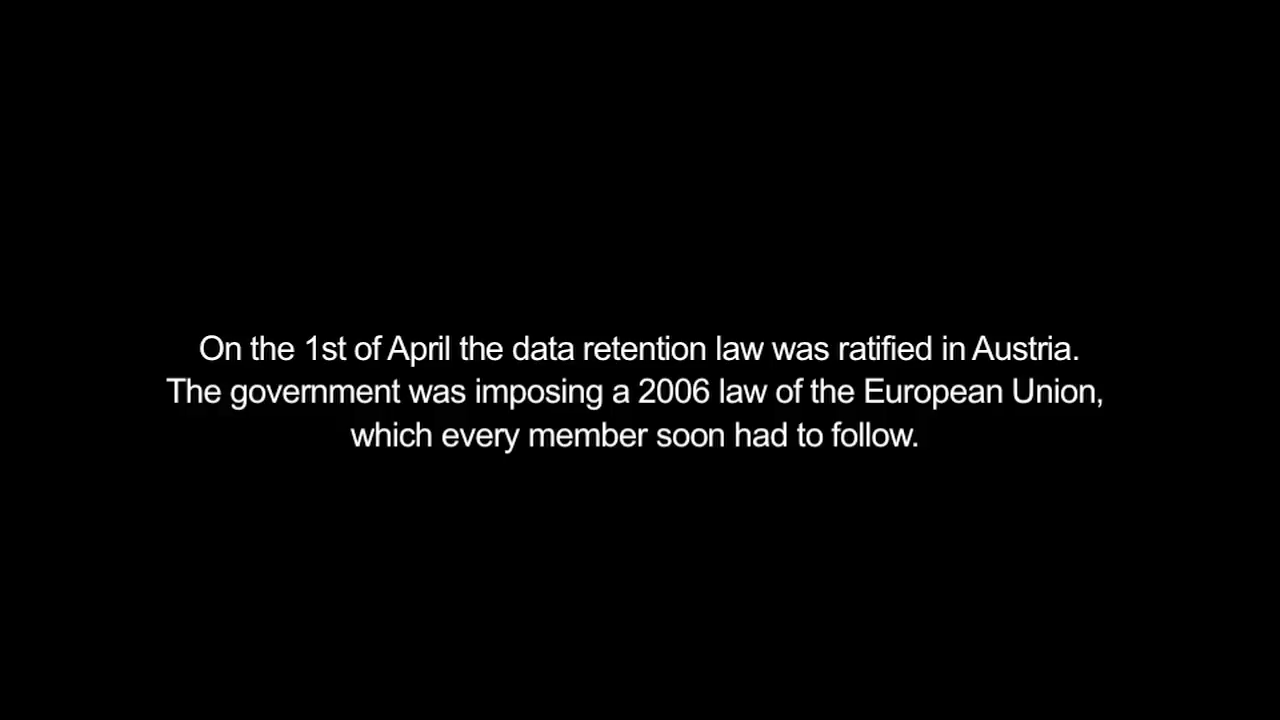 On the 1st of April the data retention law was ratified in Austria.
The government was imposing a 2006 law of the European Union,
which every member soon had to follow.